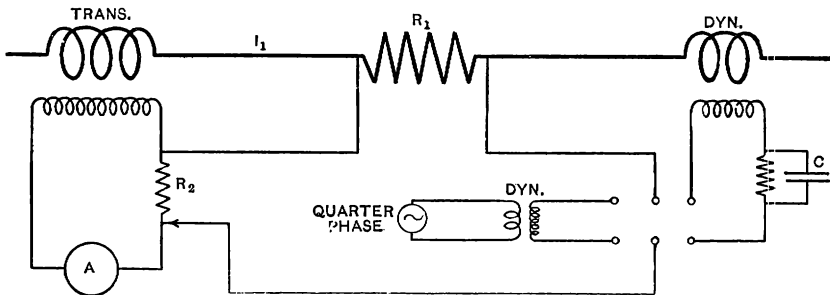 TRANS.
I₁
R₁
DYN.
R₂
A
QUARTER
PHASE
DYN.
C